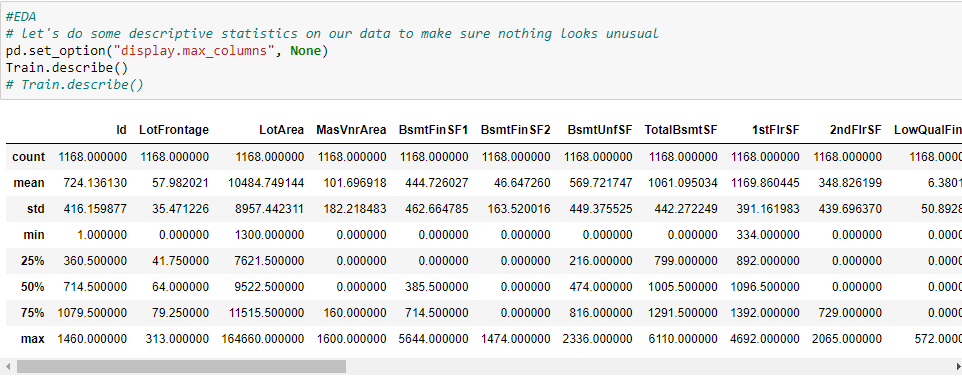 #EDA
# let's do some descriptive statistics on our data to make sure nothing looks unusual
pd.set_option("display.max_columns", None)
Train.describe()
# Train.describe()
Id LotFrontage LotArea MasVnrArea BsmtFinSF1 BsmtFinSF2 BsmtUnfSF TotalBsmtSF 1stFlrSF 2ndFlrSF LowQualFin
count 1168.000000 1168.000000 1168.000000 1168.000000 1168.000000 1168.000000 1168.000000 1168.000000 1168.000000 1168.000000 1168.0000
mean 724.136130 57.982021 10484.749144 101.696918 444.726027 46.647260 569.721747 1061.095034 1169.860445 348.826199 6.3801
std 416.159877 35.471226 8957.442311 182.218483 462.664785 163.520016 449.375525 442.272249 391.161983 439.696370 50.8928
min 1.000000 0.000000 1300.000000 0.000000 0.000000 0.000000 0.000000 0.000000 334.000000 0.000000 0.0000
25% 360.500000 41.750000 7621.500000 0.000000 0.000000 0.000000 216.000000 799.000000 892.000000 0.000000 0.0000
50% 714.500000 64.000000 9522.500000 0.000000 385.500000 0.000000 474.000000 1005.500000 1096.500000 0.000000 0.0000
75% 1079.500000 79.250000 11515.500000 160.000000 714.500000 0.000000 816.000000 1291.500000 1392.000000 729.000000 0.0000
max 1460.000000 313.000000 164660.000000 1600.000000 5644.000000 1474.000000 2336.000000 6110.000000 4692.000000 2065.000000 572.0000